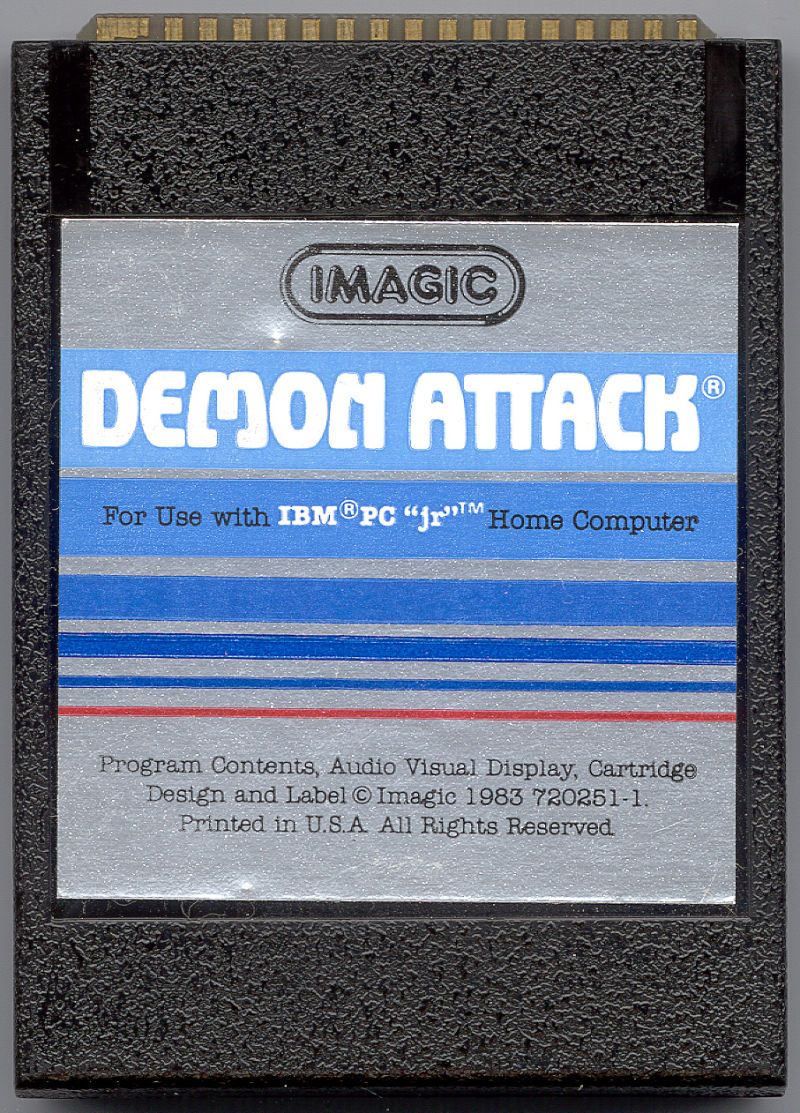 IMAGIC
DEMON ATTACK®
For Use with IBM® PC "jr"™ Home Computer
Program Contents, Audio Visual Display, Cartridge
Design and Label © Imagic 1983 720251-1.
Printed in U.S.A. All Rights Reserved.